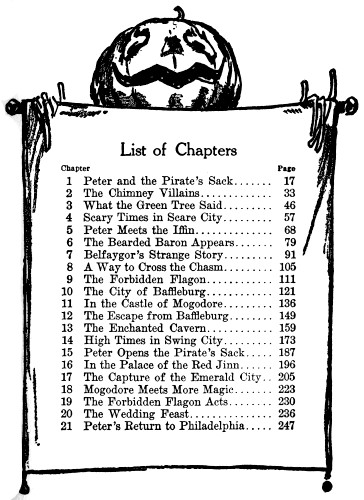 List of Chapters
Chapter Page
1 Peter and the Pirate's Sack....... 17
2 The Chimney Villains............ 33
3 What the Green Tree Said....... 46
4 Scary Times in Scare City........ 57
5 Peter Meets the Iffin............ 68
6 The Bearded Baron Appears...... 79
7 Belfaygor's Strange Story........ 91
8 A Way to Cross the Chasm....... 105
9 The Forbidden Flagon........... 111
10 The City of Baffleburg........... 121
11 In the Castle of Mogodore....... 136
12 The Escape from Baffleburg...... 149
13 The Enchanted Cavern.......... 159
14 High Times in Swing City....... 173
15 Peter Opens the Pirate's Sack..... 187
16 In the Palace of the Red Jinn.... 196
17 The Capture of the Emerald City.. 205
18 Mogodore Meets More Magic...... 223
19 The Forbidden Flagon Acts...... 230
20 The Wedding Feast.............. 236
21 Peter's Return to Philadelphia..... 247